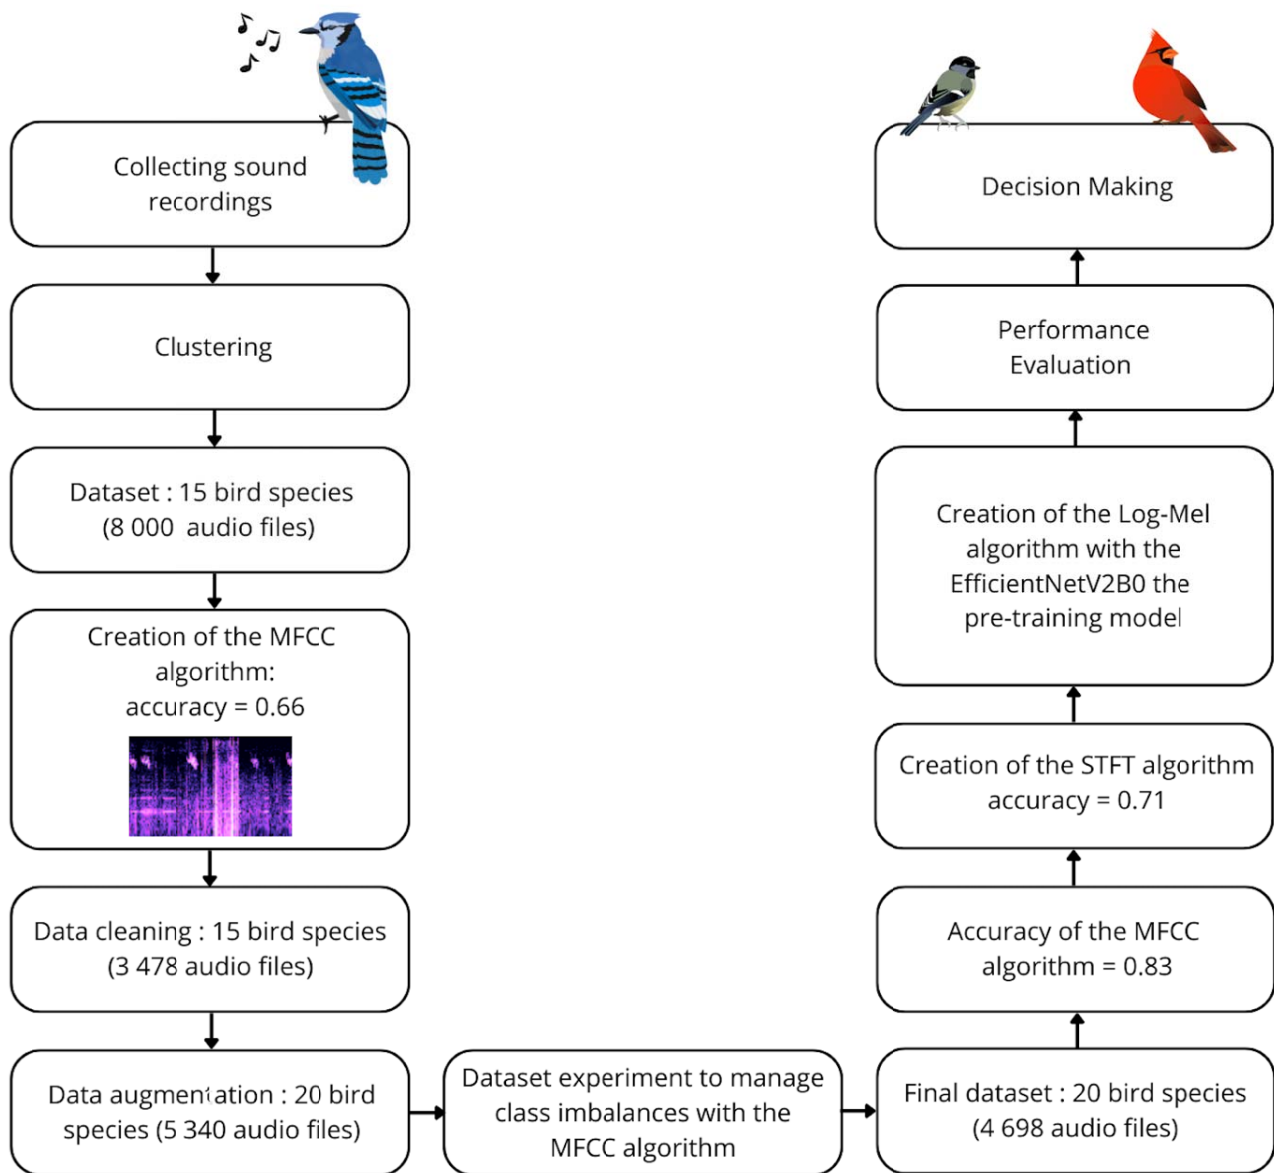 Collecting sound
recordings
Clustering
Dataset : 15 bird species
(8 000 audio files)
Creation of the MFCC
algorithm:
accuracy = 0.66
Data cleaning : 15 bird species
(3 478 audio files)
Data augmentation : 20 bird
species (5 340 audio files)
Dataset experiment to manage
class imbalances with the
MFCC algorithm
Final dataset : 20 bird species
(4 698 audio files)
Accuracy of the MFCC
algorithm = 0.83
Creation of the STFT algorithm
accuracy = 0.71
Creation of the Log-Mel
algorithm with the
EfficientNetV2B0 the
pre-training model
Performance
Evaluation
Decision Making